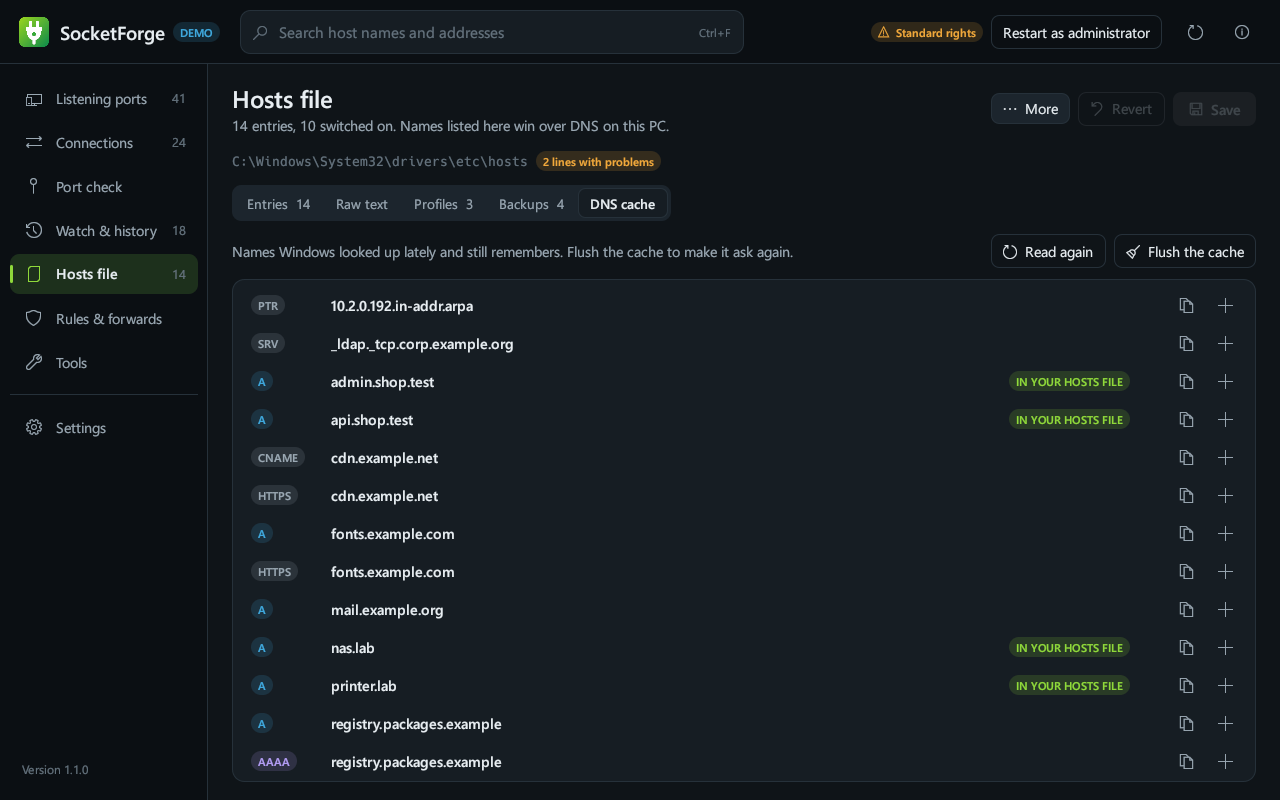 SocketForge DEMO
Search host names and addresses Ctrl+F
Standard rights
Restart as administrator
Listening ports 41
Connections 24
Port check
Watch & history 18
Hosts file 14
Rules & forwards
Tools
Settings
Version 1.1.0
Hosts file
14 entries, 10 switched on. Names listed here win over DNS on this PC.
More Revert Save
C:\Windows\System32\drivers\etc\hosts 2 lines with problems
Entries 14 Raw text Profiles 3 Backups 4 DNS cache
Names Windows looked up lately and still remembers. Flush the cache to make it ask again.
Read again Flush the cache
PTR 10.2.0.192.in-addr.arpa
SRV _ldap._tcp.corp.example.org
A admin.shop.test IN YOUR HOSTS FILE
A api.shop.test IN YOUR HOSTS FILE
CNAME cdn.example.net
HTTPS cdn.example.net
A fonts.example.com
HTTPS fonts.example.com
A mail.example.org
A nas.lab IN YOUR HOSTS FILE
A printer.lab IN YOUR HOSTS FILE
A registry.packages.example
AAAA registry.packages.example